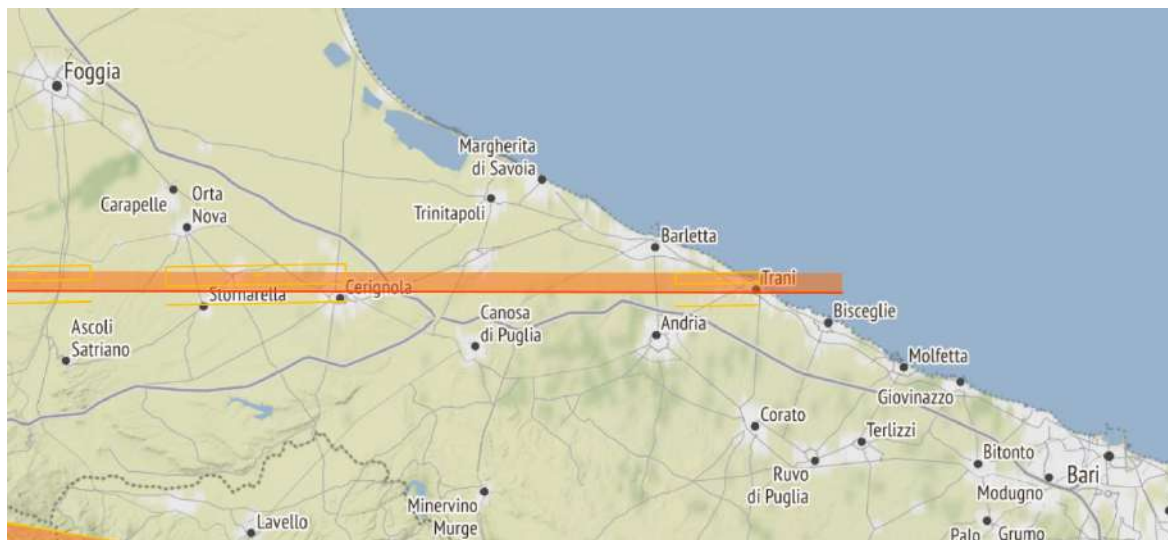 Foggia
Margherita
di Savoia
Carapelle
Orta
Nova
Trinitapoli
Barletta
Trani
Stornarella
Cerignola
Canosa
di Puglia
Andria
Bisceglie
Ascoli
Satriano
Molfetta
Giovinazzo
Corato
Terlizzi
Ruvo
di Puglia
Bitonto
Bari
Modugno
Minervino
Murge
Lavello
Palo
Grumo